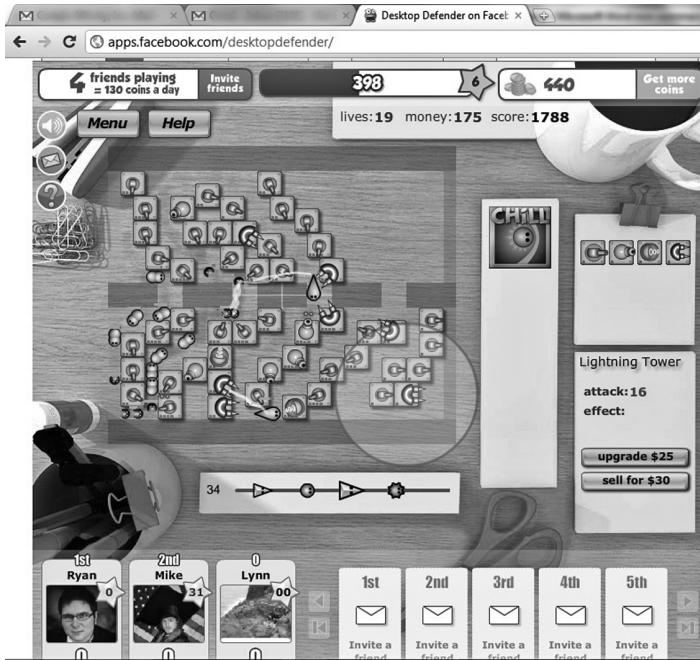 Desktop Defender on Faceb
apps.facebook.com/desktopdefender/
4 friends playing
= 130 coins a day
Invite
friends
398
6
440
Get more
coins
lives:19 money:175 score:1788
Menu
Help
?
CHiLL
Lightning Tower
attack:16
effect:
upgrade $25
sell for $30
34
1st
Ryan
0
2nd
Mike
31
0
Lynn
00
1st
2nd
3rd
4th
5th
Invite a
friend
Invite a
friend
Invite a
friend
Invite a
friend
Invite a
friend